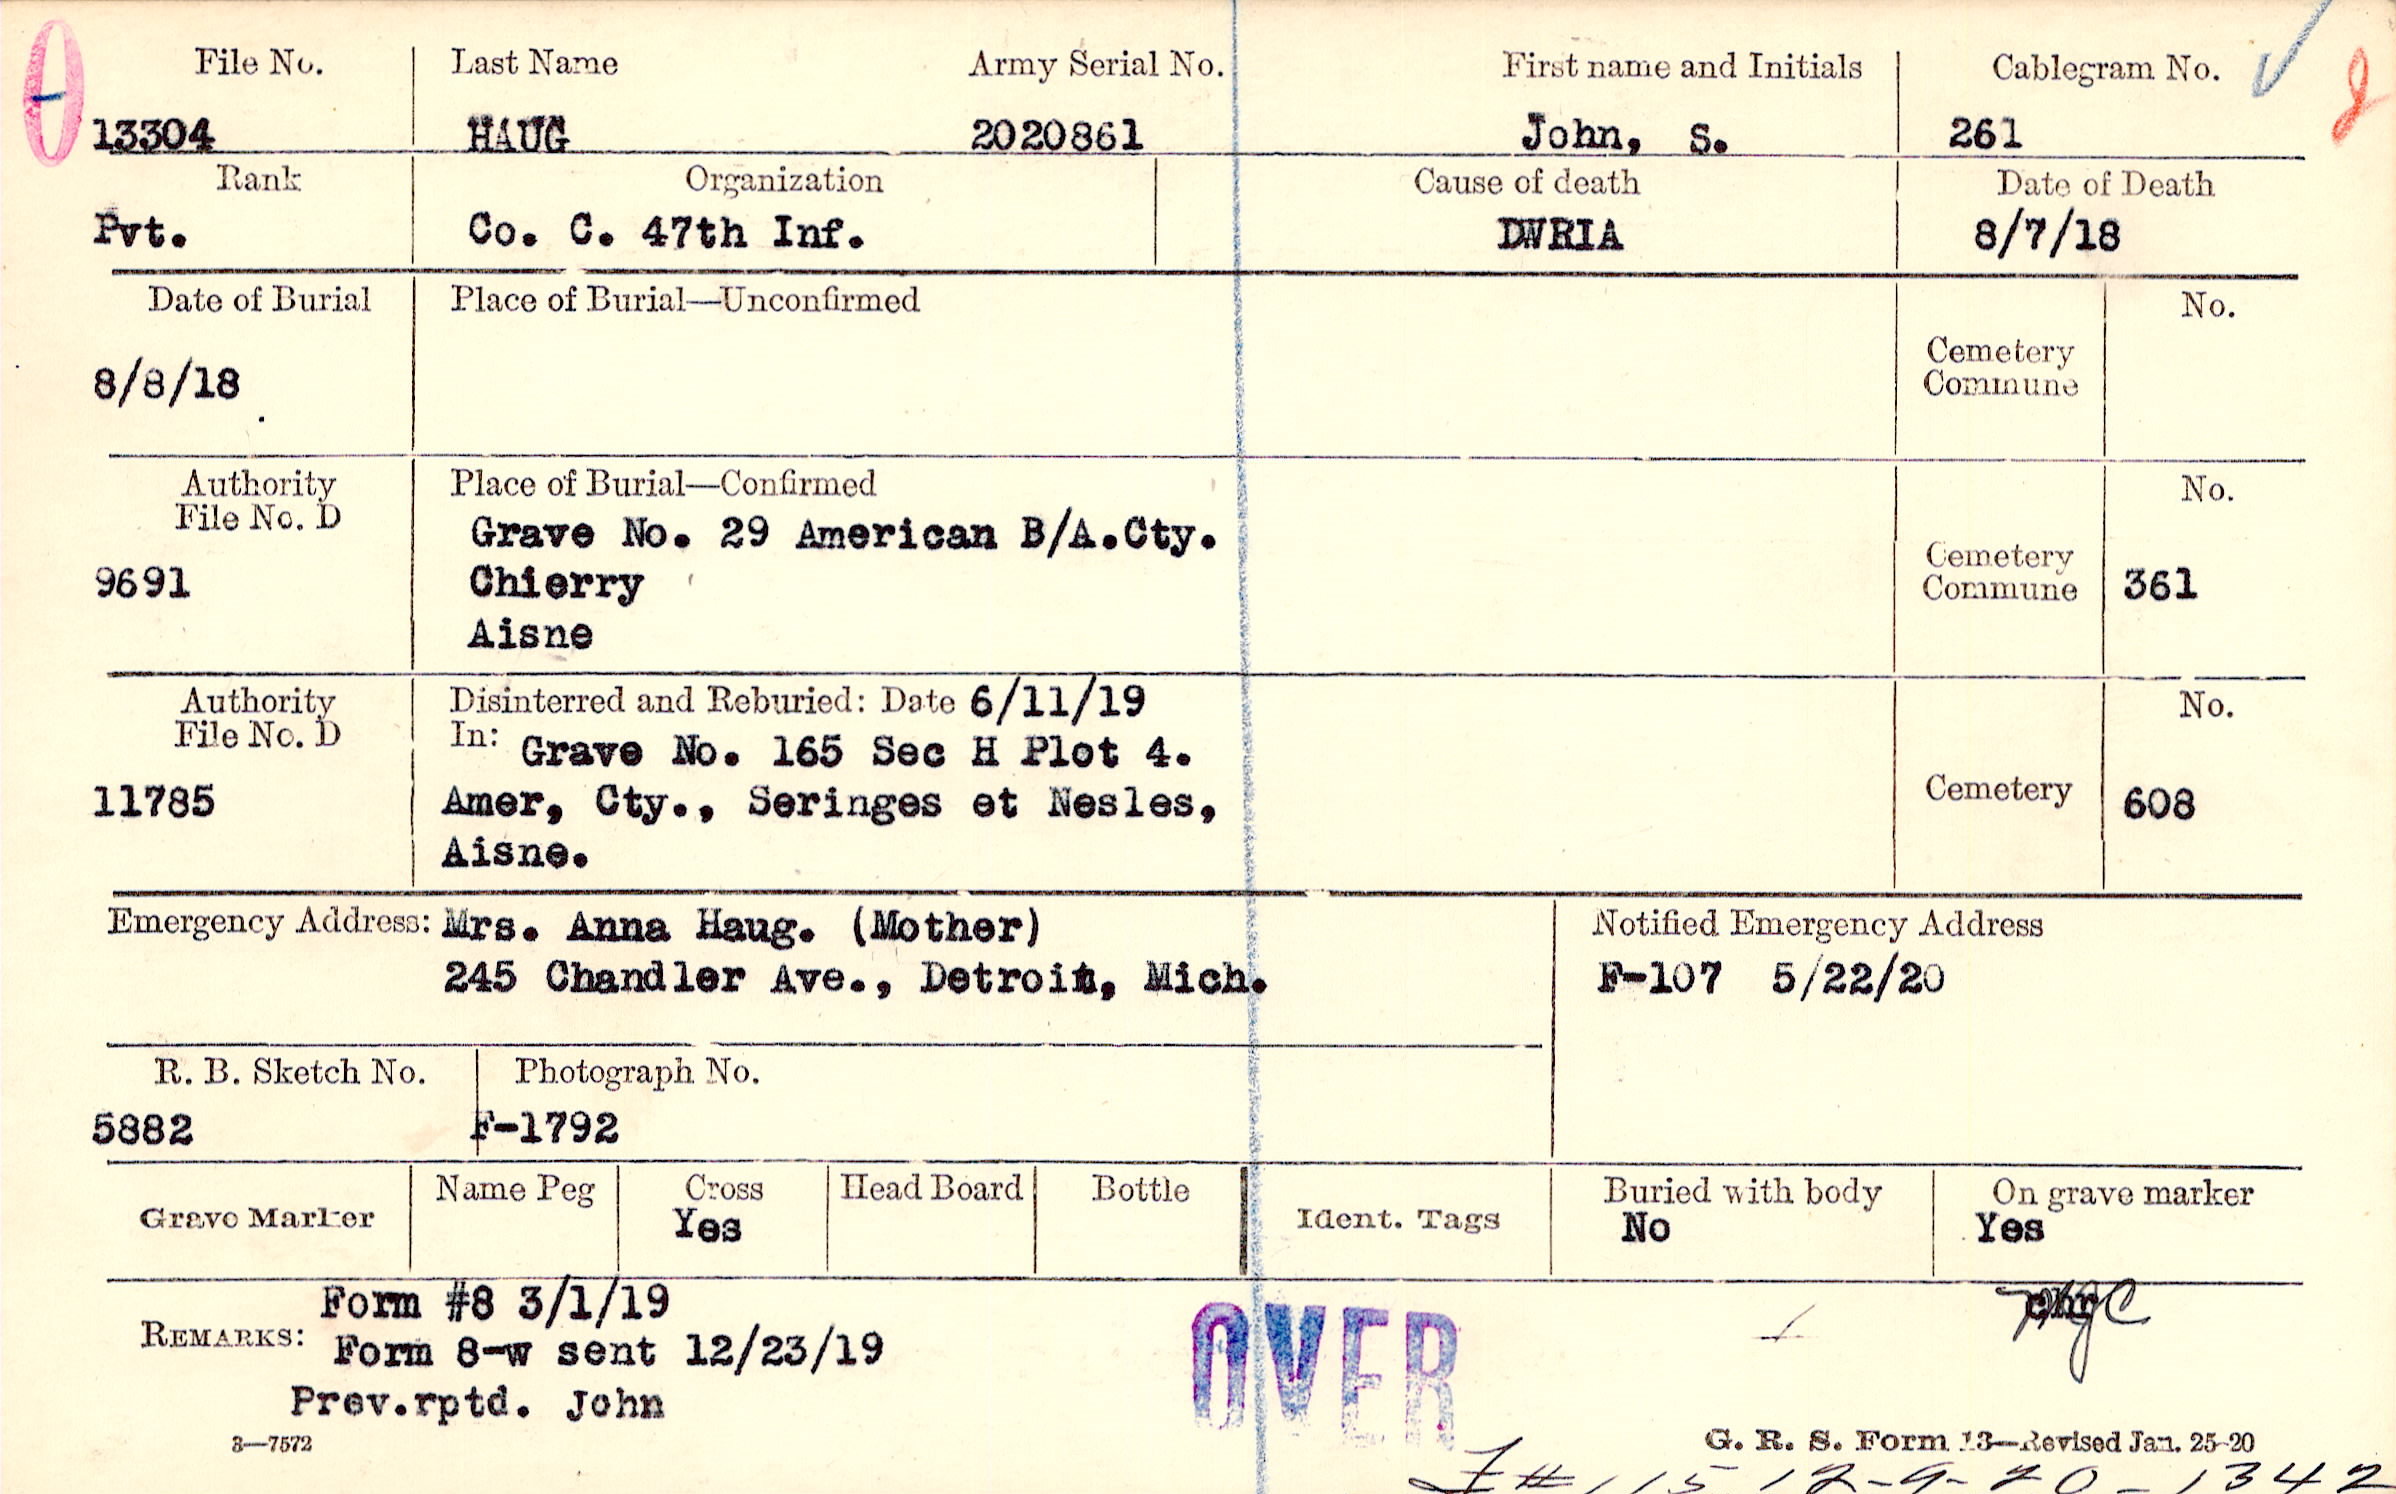 File No. Last Name Army Serial No. First name and Initials Cablegram No.
13304 HAUG 2020861 John, S. 261
Rank Organization Cause of death Date of Death
Pvt. Co. C. 47th Inf. DWRIA 8/7/18
Date of Burial Place of Burial—Unconfirmed No.
Cemetery
Commune
8/8/18
Authority Place of Burial—Confirmed No.
File No. D
Grave No. 29 American B/A.Cty.
9691 Chierry Cemetery
Commune 361
Aisne
Authority Disinterred and Reburied: Date 6/11/19 No.
File No. D In: Grave No. 165 Sec H Plot 4.
11785 Amer, Cty., Seringes et Nesles, Cemetery 608
Aisne.
Emergency Address: Mrs. Anna Haug. (Mother) Notified Emergency Address
245 Chandler Ave., Detroit, Mich. F-107 5/22/20
R. B. Sketch No. Photograph No.
5882 F-1792
Grave Marker Name Peg Cross Head Board Bottle Ident. Tags Buried with body On grave marker
Yes No Yes
Form #8 3/1/19
REMARKS: Form 8-w sent 12/23/19
Prev.rptd. John
OVER
3—7572 G. R. S. Form 13—Revised Jan. 25-20
#115 12-9-20-1342